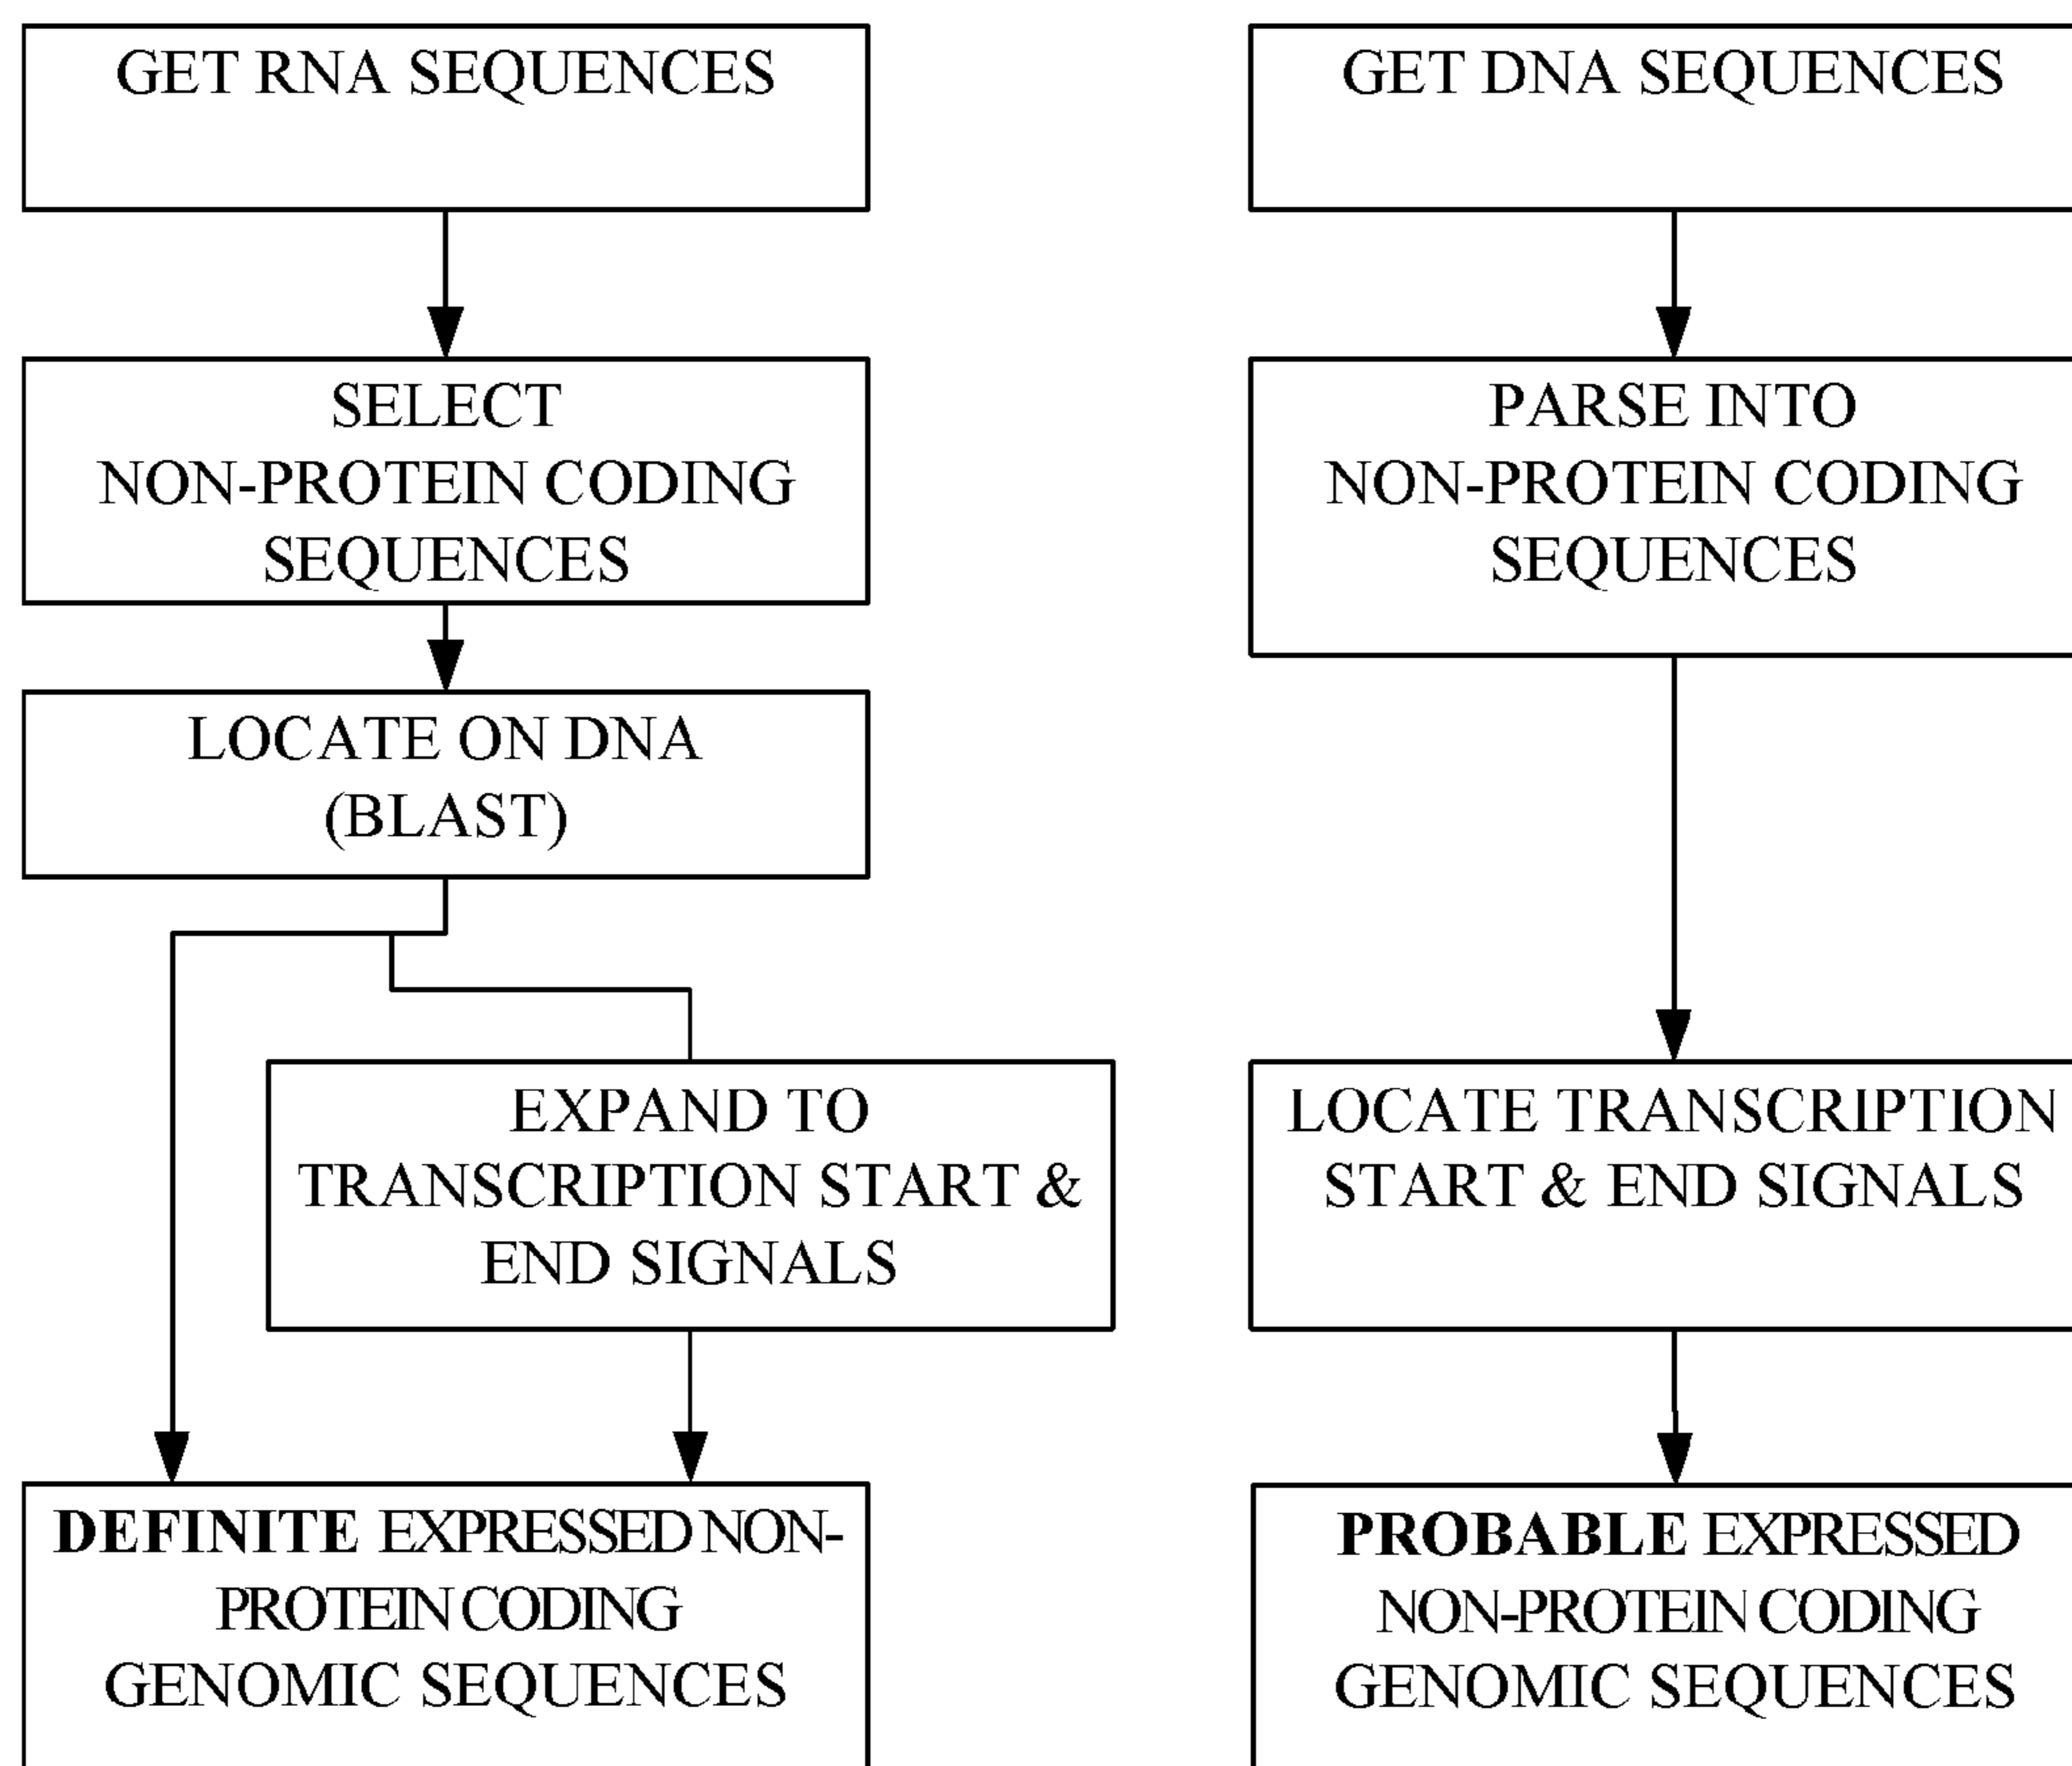 GET RNA SEQUENCES
SELECT
NON-PROTEIN CODING
SEQUENCES
LOCATE ON DNA
(BLAST)
EXPAND TO
TRANSCRIPTION START &
END SIGNALS
DEFINITE EXPRESSED NON-
PROTEIN CODING
GENOMIC SEQUENCES
GET DNA SEQUENCES
PARSE INTO
NON-PROTEIN CODING
SEQUENCES
LOCATE TRANSCRIPTION
START & END SIGNALS
PROBABLE EXPRESSED
NON-PROTEIN CODING
GENOMIC SEQUENCES